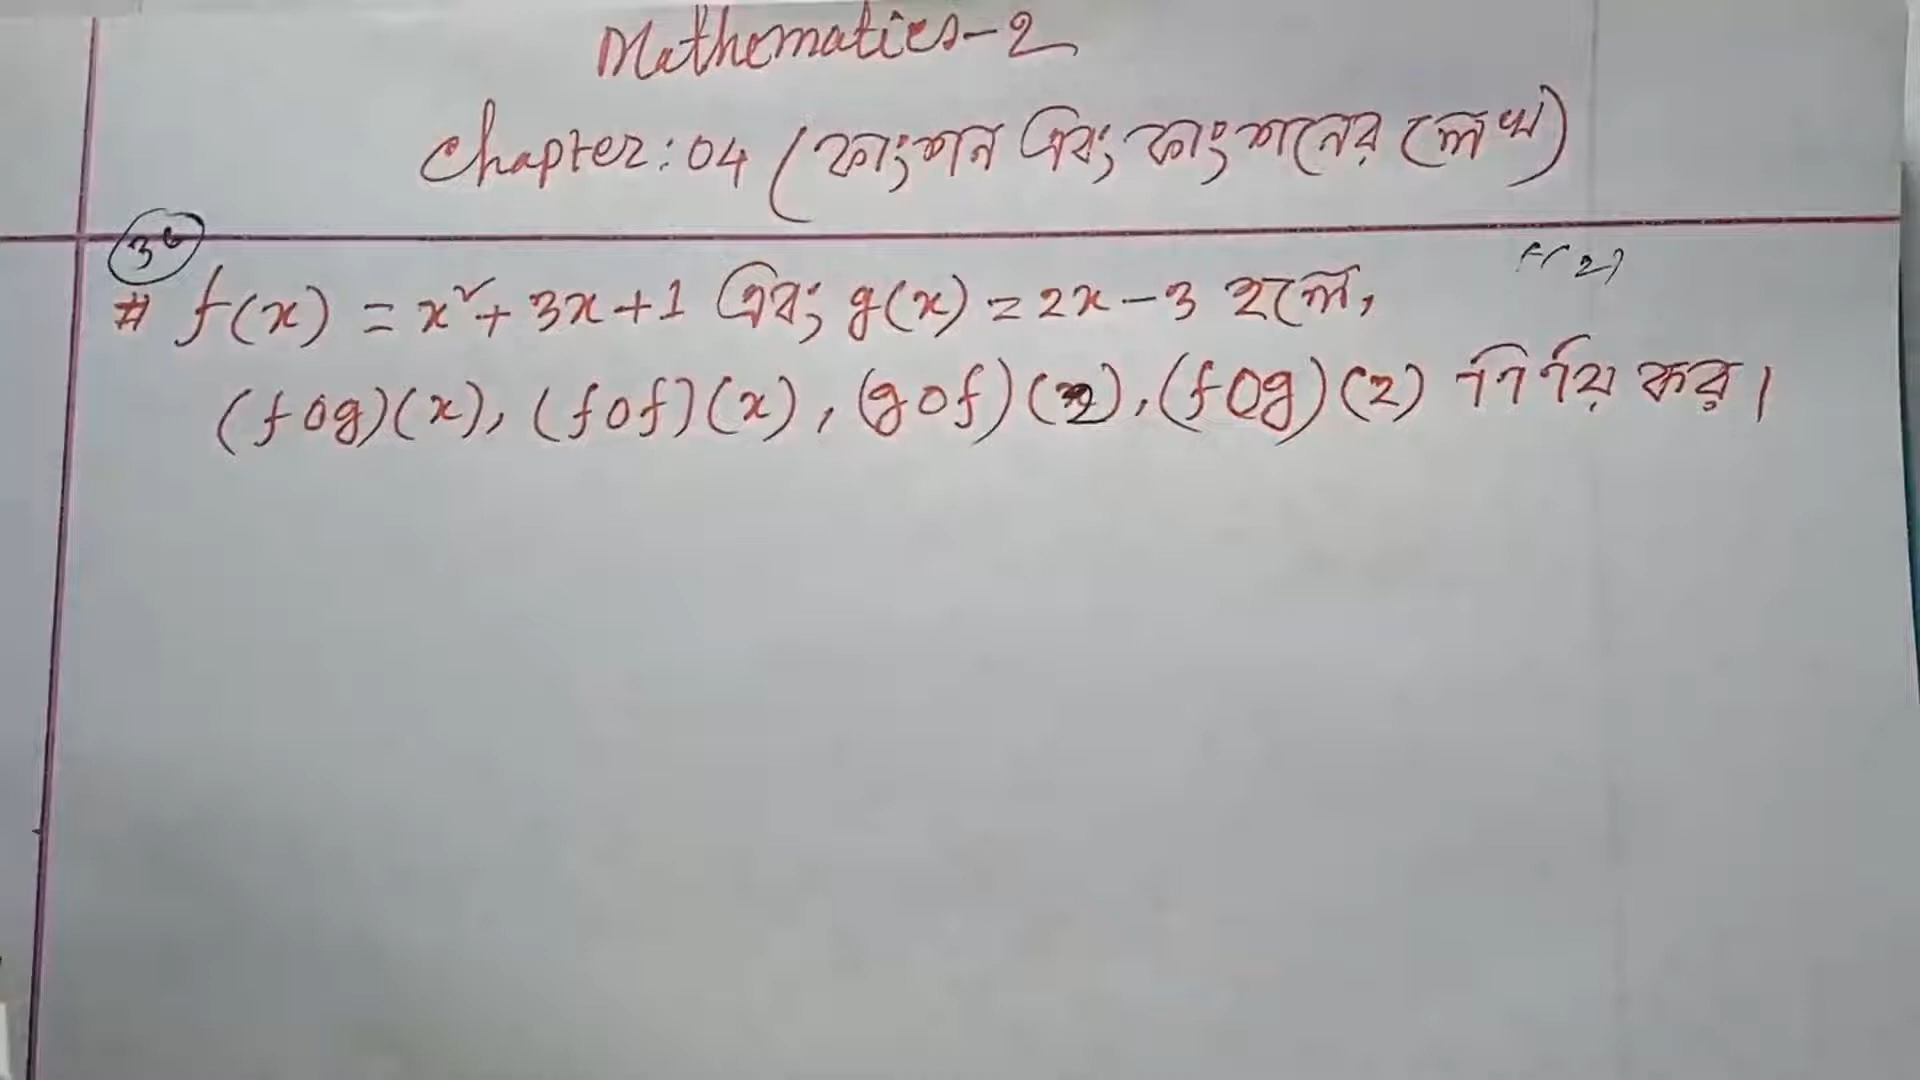 Mathematics-2
Chapter: 04 (ফাংশন এবং ফাংশনের লেখ)
# f(x) = x² + 3x + 1 এবং g(x) = 2x - 3 হলে,
(fog)(x), (fof)(x), (gof)(2), (fog)(2) নির্ণয় কর।